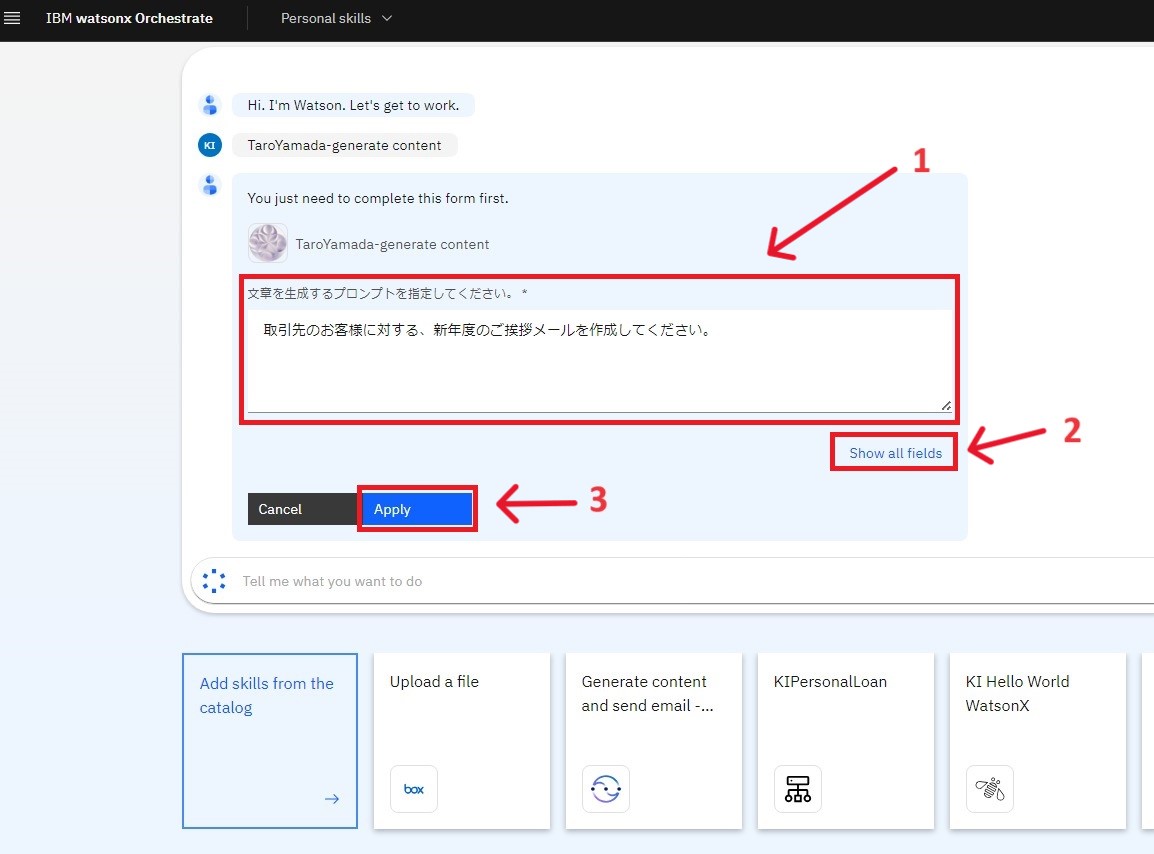 IBM watsonx Orchestrate
Personal skills
Hi. I'm Watson. Let's get to work.
KI
TaroYamada-generate content
1
You just need to complete this form first.
TaroYamada-generate content
文章を生成するプロンプトを指定してください。 *
取引先のお客様に対する、新年度のご挨拶メールを作成してください。
2
Show all fields
3
Cancel
Apply
Tell me what you want to do
Add skills from the
catalog
Upload a file
box
Generate content
and send email -...
KIPersonalLoan
KI Hello World
WatsonX